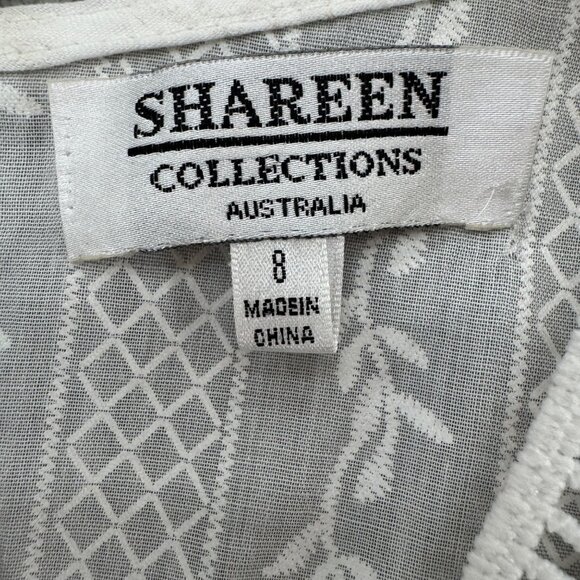 SHAREEN
COLLECTIONS
AUSTRALIA
8
MADEIN
CHINA